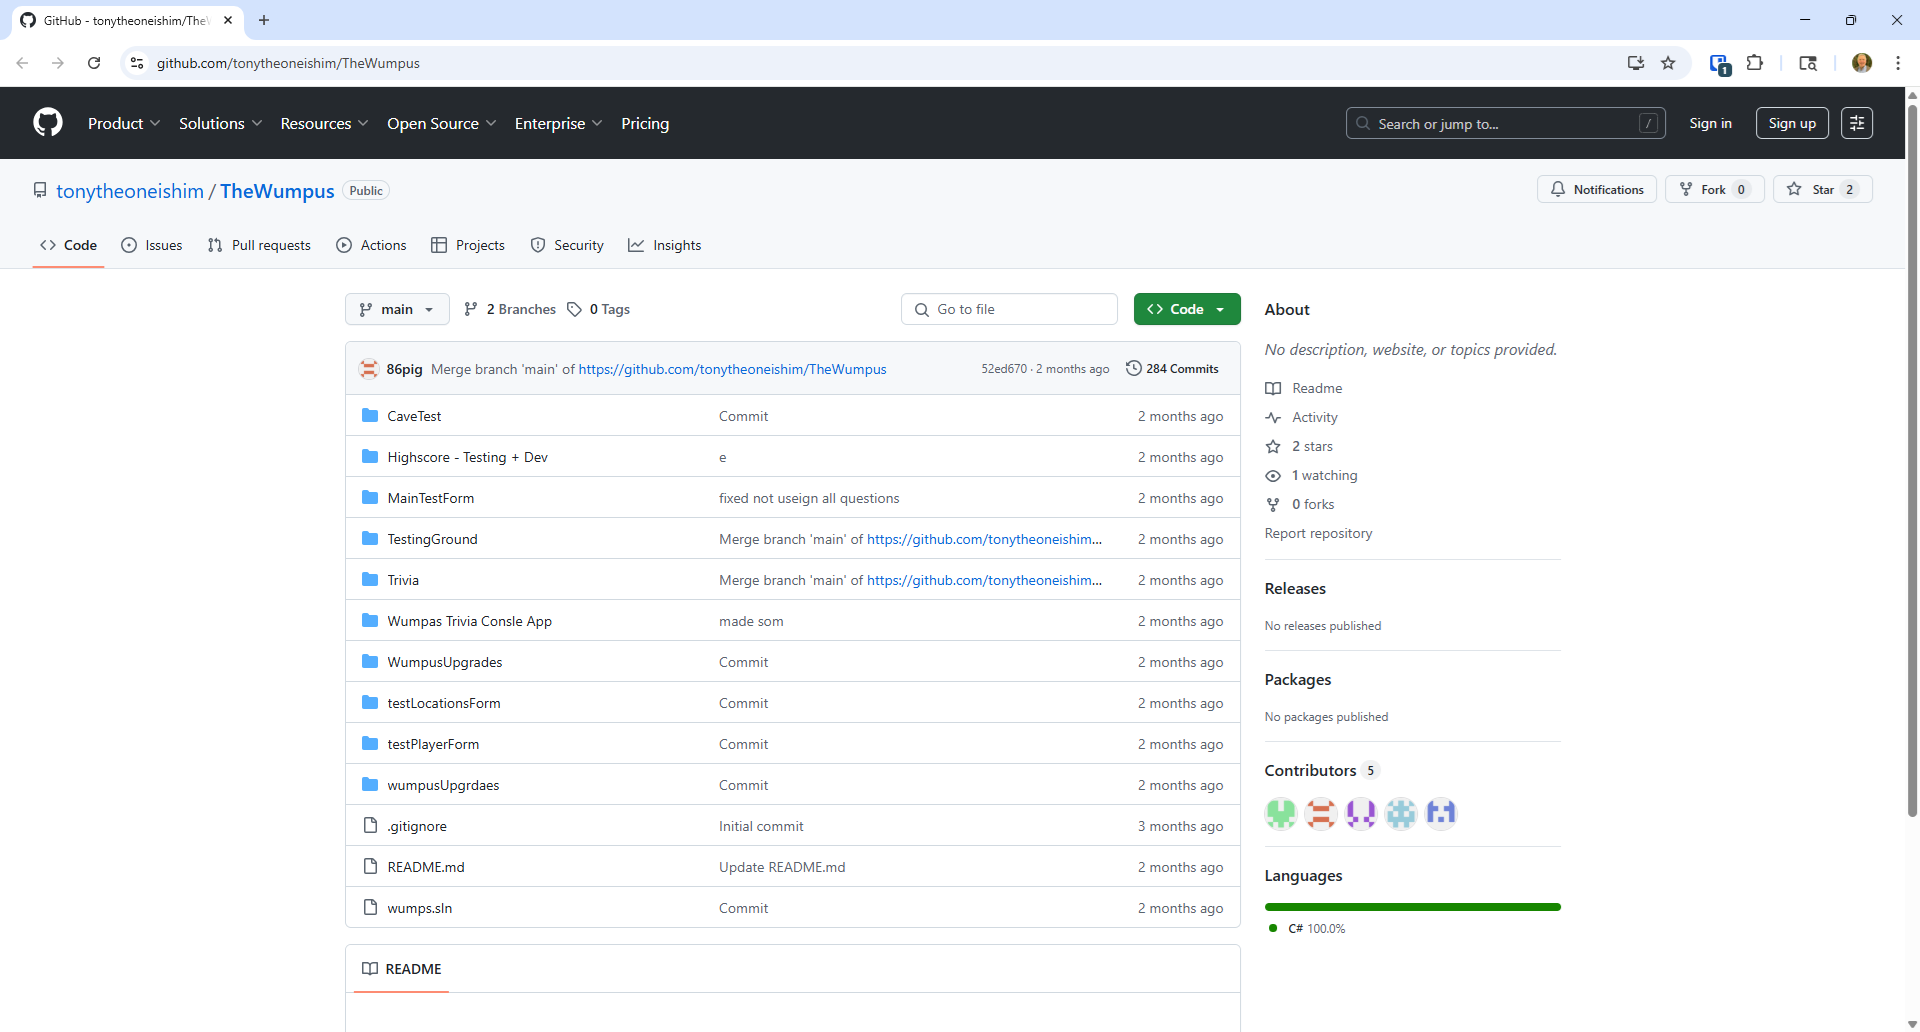 GitHub - tonytheoneishim/TheW
github.com/tonytheoneishim/TheWumpus
1
Product Solutions Resources Open Source Enterprise Pricing
Search or jump to... /
Sign in Sign up
tonytheoneishim / TheWumpus Public
Notifications Fork 0 Star 2
Code Issues Pull requests Actions Projects Security Insights
main 2 Branches 0 Tags
Go to file
Code
86pig Merge branch 'main' of https://github.com/tonytheoneishim/TheWumpus 52ed670 · 2 months ago 284 Commits
CaveTest Commit 2 months ago
Highscore - Testing + Dev e 2 months ago
MainTestForm fixed not useign all questions 2 months ago
TestingGround Merge branch 'main' of https://github.com/tonytheoneishim... 2 months ago
Trivia Merge branch 'main' of https://github.com/tonytheoneishim... 2 months ago
Wumpas Trivia Consle App made som 2 months ago
WumpusUpgrades Commit 2 months ago
testLocationsForm Commit 2 months ago
testPlayerForm Commit 2 months ago
wumpusUpgrdaes Commit 2 months ago
.gitignore Initial commit 3 months ago
README.md Update README.md 2 months ago
wumps.sln Commit 2 months ago
README
About
No description, website, or topics provided.
Readme
Activity
2 stars
1 watching
0 forks
Report repository
Releases
No releases published
Packages
No packages published
Contributors 5
Languages
C# 100.0%